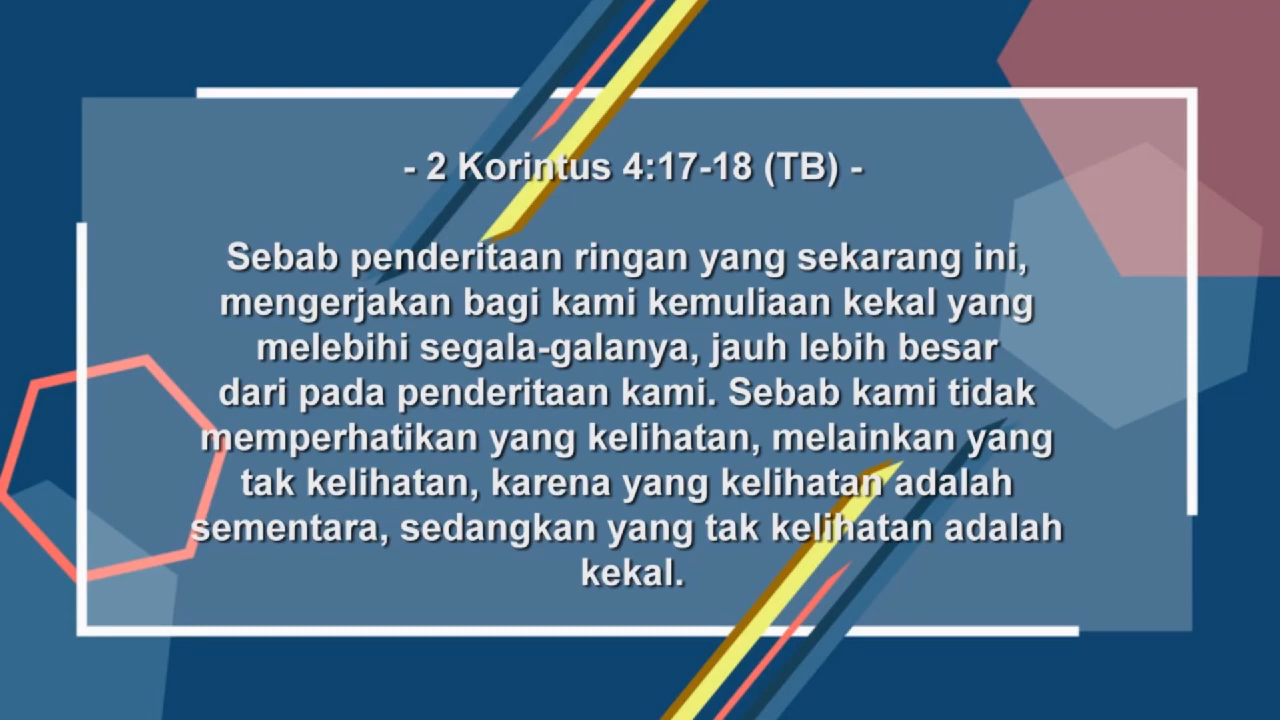 - 2 Korintus 4:17-18 (TB) -
Sebab penderitaan ringan yang sekarang ini,
mengerjakan bagi kami kemuliaan kekal yang
melebihi segala-galanya, jauh lebih besar
dari pada penderitaan kami. Sebab kami tidak
memperhatikan yang kelihatan, melainkan yang
tak kelihatan, karena yang kelihatan adalah
sementara, sedangkan yang tak kelihatan adalah
kekal.